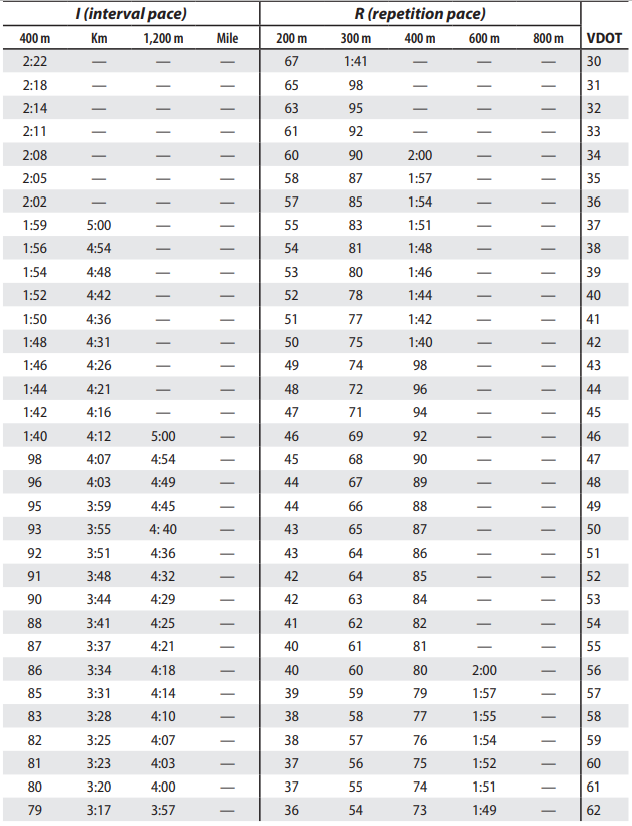 I (interval pace) R (repetition pace)
400 m Km 1,200 m Mile 200 m 300 m 400 m 600 m 800 m VDOT
2:22 — — — 67 1:41 — — — 30
2:18 — — — 65 98 — — — 31
2:14 — — — 63 95 — — — 32
2:11 — — — 61 92 — — — 33
2:08 — — — 60 90 2:00 — — 34
2:05 — — — 58 87 1:57 — — 35
2:02 — — — 57 85 1:54 — — 36
1:59 5:00 — — 55 83 1:51 — — 37
1:56 4:54 — — 54 81 1:48 — — 38
1:54 4:48 — — 53 80 1:46 — — 39
1:52 4:42 — — 52 78 1:44 — — 40
1:50 4:36 — — 51 77 1:42 — — 41
1:48 4:31 — — 50 75 1:40 — — 42
1:46 4:26 — — 49 74 98 — — 43
1:44 4:21 — — 48 72 96 — — 44
1:42 4:16 — — 47 71 94 — — 45
1:40 4:12 5:00 — 46 69 92 — — 46
98 4:07 4:54 — 45 68 90 — — 47
96 4:03 4:49 — 44 67 89 — — 48
95 3:59 4:45 — 44 66 88 — — 49
93 3:55 4: 40 — 43 65 87 — — 50
92 3:51 4:36 — 43 64 86 — — 51
91 3:48 4:32 — 42 64 85 — — 52
90 3:44 4:29 — 42 63 84 — — 53
88 3:41 4:25 — 41 62 82 — — 54
87 3:37 4:21 — 40 61 81 — — 55
86 3:34 4:18 — 40 60 80 2:00 — 56
85 3:31 4:14 — 39 59 79 1:57 — 57
83 3:28 4:10 — 38 58 77 1:55 — 58
82 3:25 4:07 — 38 57 76 1:54 — 59
81 3:23 4:03 — 37 56 75 1:52 — 60
80 3:20 4:00 — 37 55 74 1:51 — 61
79 3:17 3:57 — 36 54 73 1:49 — 62